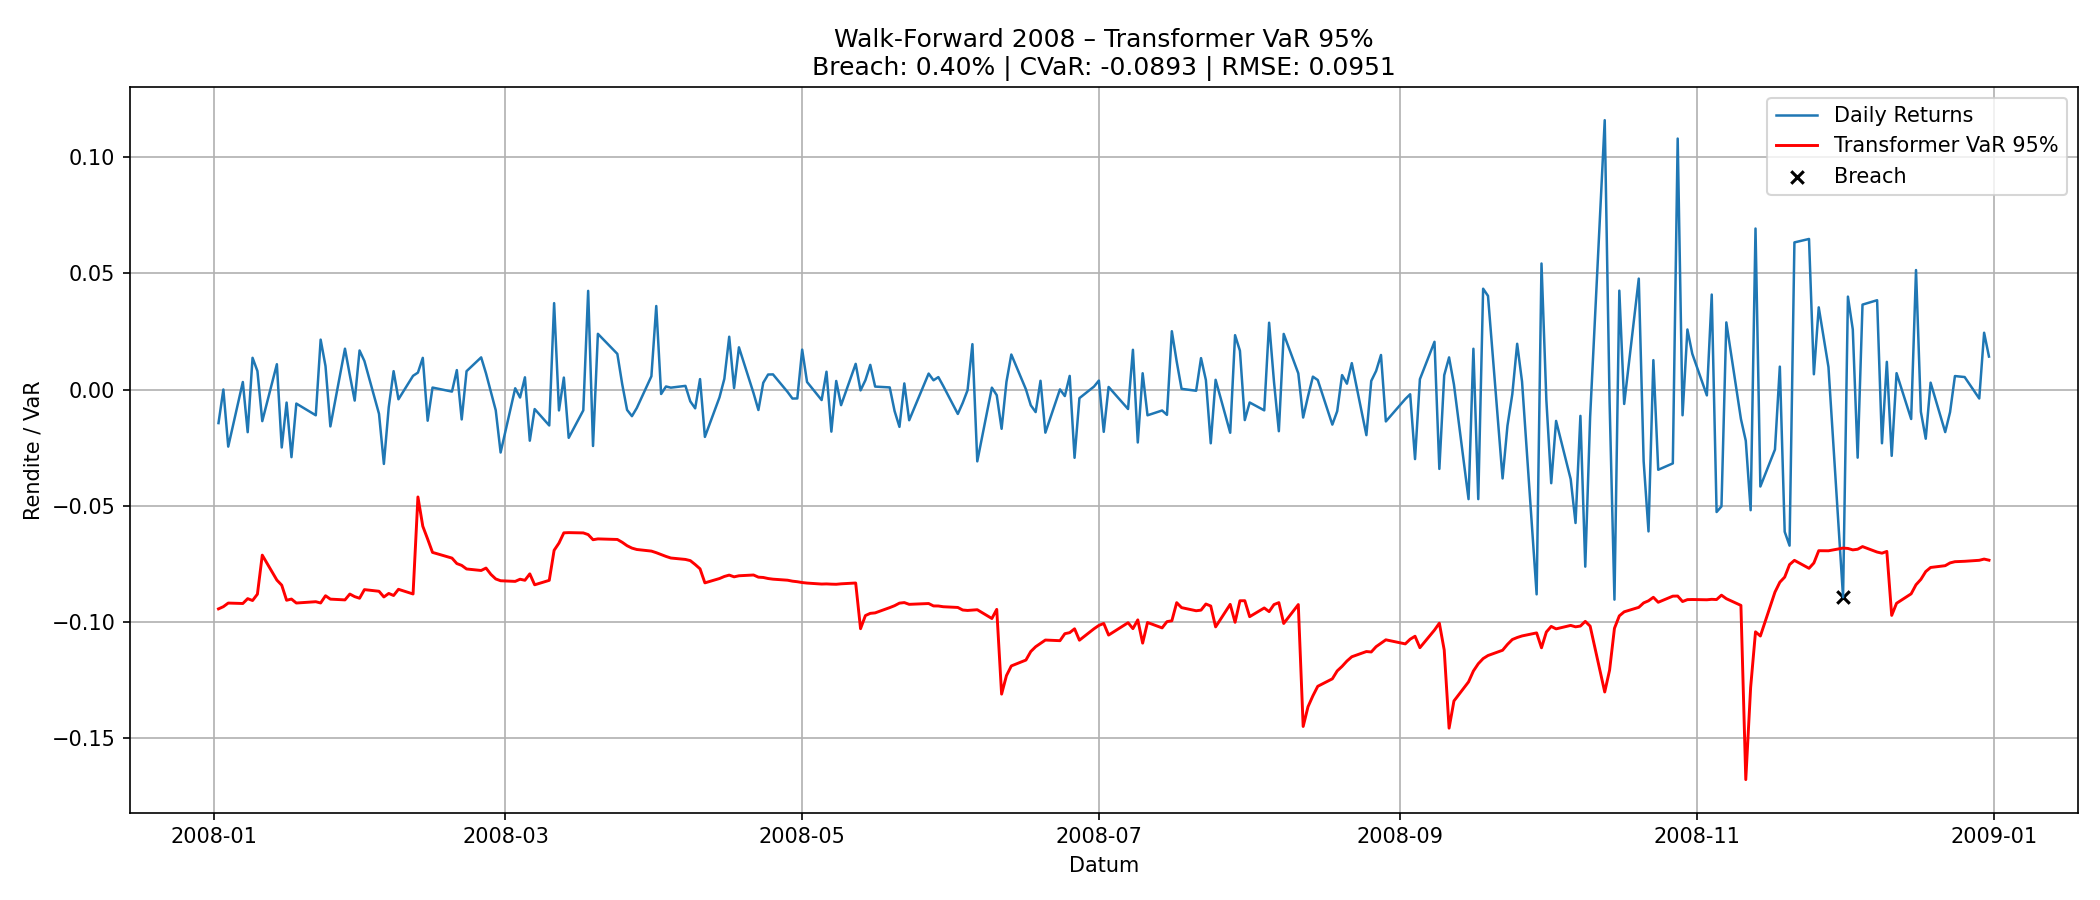 Walk-Forward 2008 – Transformer VaR 95%
Breach: 0.40% | CVaR: -0.0893 | RMSE: 0.0951
Daily Returns
Transformer VaR 95%
Breach
Rendite / VaR
0.10
0.05
0.00
−0.05
−0.10
−0.15
2008-01
2008-03
2008-05
2008-07
2008-09
2008-11
2009-01
Datum